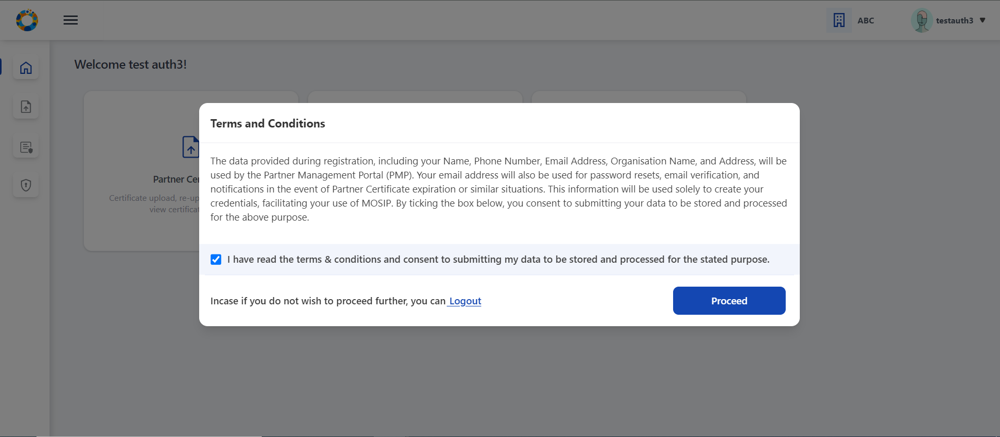 ABC
testauth3
Welcome test auth3!
Partner Cer
Certificate upload, re-up
view certificat
Terms and Conditions
The data provided during registration, including your Name, Phone Number, Email Address, Organisation Name, and Address, will be
used by the Partner Management Portal (PMP). Your email address will also be used for password resets, email verification, and
notifications in the event of Partner Certificate expiration or similar situations. This information will be used solely to create your
credentials, facilitating your use of MOSIP. By ticking the box below, you consent to submitting your data to be stored and processed
for the above purpose.
I have read the terms & conditions and consent to submitting my data to be stored and processed for the stated purpose.
Incase if you do not wish to proceed further, you can Logout
Proceed